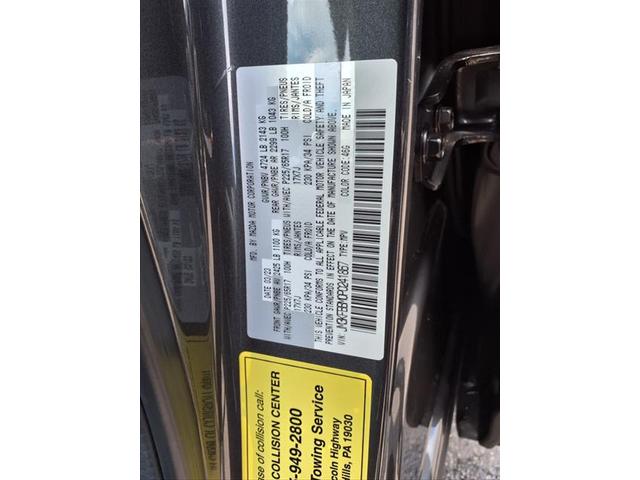 MFD. BY MAZDA MOTOR CORPORATION
DATE: 03/23 GVWR/PNBV 4724 LB 2143 KG
FRONT GAWR/PNBE AV 2425 LB 1100 KG REAR GAWR/PNBE AR 2299 LB 1043 KG
WITH/AVEC P225/65R17 100H TIRES/PNEUS WITH/AVEC P225/65R17 100H TIRES/PNEUS
17X7J RIMS/JANTES 17X7J RIMS/JANTES
230 KPA/34 PSI COLD/A FROID 230 KPA/34 PSI COLD/A FROID
THIS VEHICLE CONFORMS TO ALL APPLICABLE FEDERAL MOTOR VEHICLE SAFETY AND THEFT
PREVENTION STANDARDS IN EFFECT ON THE DATE OF MANUFACTURE SHOWN ABOVE.
VIN: TYPE: MPV COLOR CODE: 46G MADE IN JAPAN
se of collision call:
COLLISION CENTER
-949-2800
Towing Service
coln Highway
Hills, PA 19030